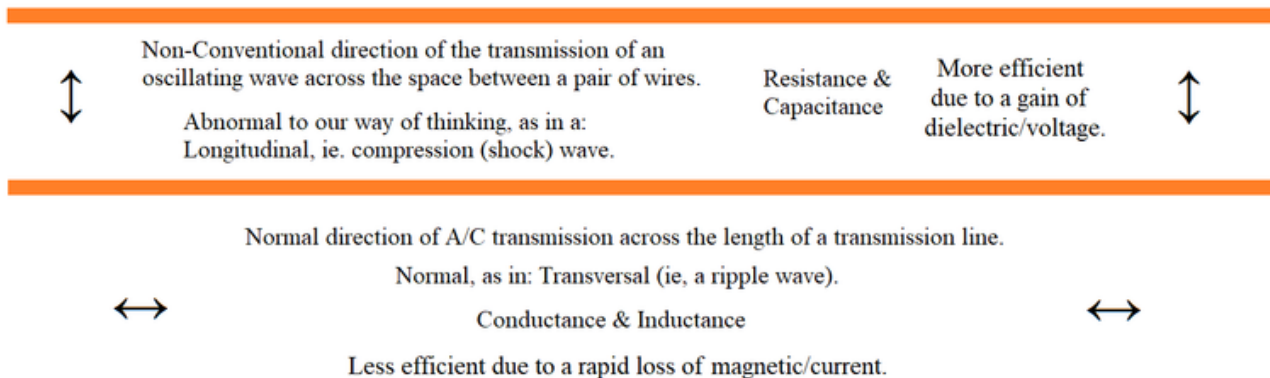 Non-Conventional direction of the transmission of an
oscillating wave across the space between a pair of wires.
Abnormal to our way of thinking, as in a:
Longitudinal, ie. compression (shock) wave.
Resistance &
Capacitance
More efficient
due to a gain of
dielectric/voltage.
Normal direction of A/C transmission across the length of a transmission line.
Normal, as in: Transversal (ie, a ripple wave).
Conductance & Inductance
Less efficient due to a rapid loss of magnetic/current.